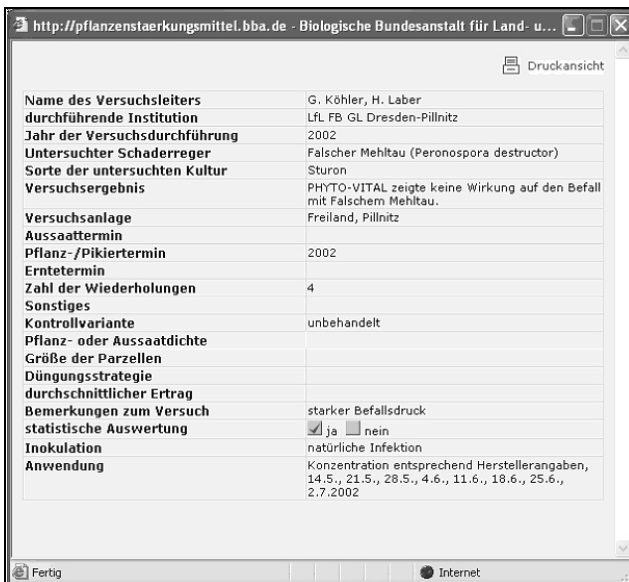 http://pflanzenstaerkungsmittel.bba.de - Biologische Bundesanstalt für Land- u...
Druckansicht
Name des Versuchsleiters G. Köhler, H. Laber
durchführende Institution LfL FB GL Dresden-Pillnitz
Jahr der Versuchsdurchführung 2002
Untersuchter Schaderreger Falscher Mehltau (Peronospora destructor)
Sorte der untersuchten Kultur Sturon
Versuchsergebnis PHYTO-VITAL zeigte keine Wirkung auf den Befall
mit Falschem Mehltau.
Versuchsanlage Freiland, Pillnitz
Aussaattermin
Pflanz-/Pikiertermin 2002
Erntetermin
Zahl der Wiederholungen 4
Sonstiges
Kontrollvariante unbehandelt
Pflanz- oder Aussaatdichte
Größe der Parzellen
Düngungsstrategie
durchschnittlicher Ertrag
Bemerkungen zum Versuch starker Befallsdruck
statistische Auswertung ja nein
Inokulation natürliche Infektion
Anwendung Konzentration entsprechend Herstellerangaben,
14.5., 21.5., 28.5., 4.6., 11.6., 18.6., 25.6.,
2.7.2002
Fertig Internet